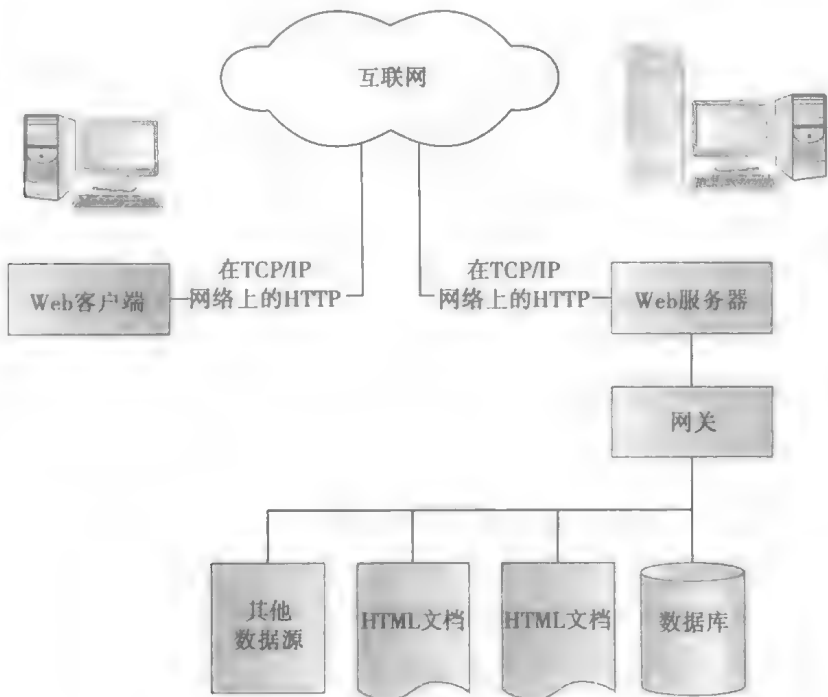 互联网
在TCP/IP
网络上的HTTP
在TCP/IP
网络上的HTTP
Web客户端
Web服务器
网关
其他
数据源
HTML文档
HTML文档
数据库